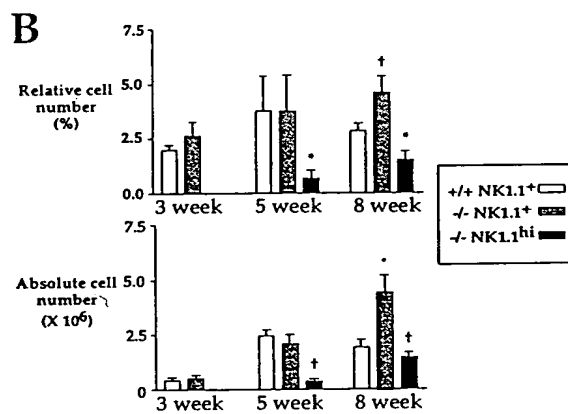 B
7.5
5.0
2.5
0.0
Relative cell
number
(%)
†
*
*
3 week
5 week
8 week
7.5
5.0
2.5
0
Absolute cell
number
(X 10⁶)
†
*
†
3 week
5 week
8 week
+/+ NK1.1⁺
-/- NK1.1⁺
-/- NK1.1ʰⁱ